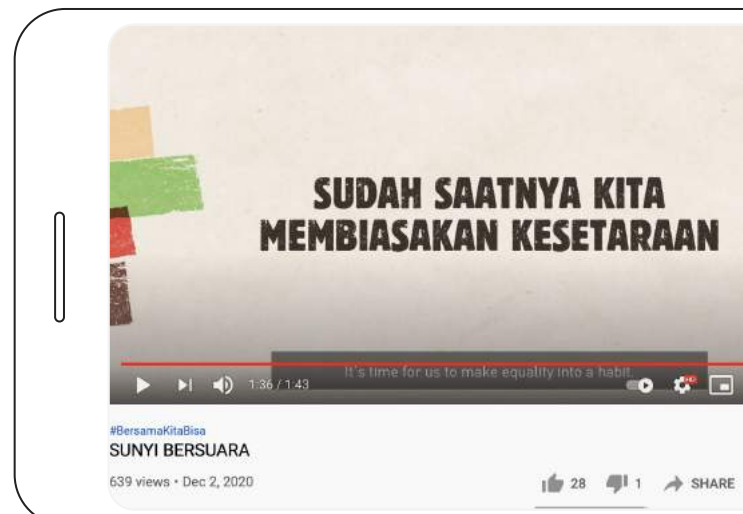 SUDAH SAATNYA KITA
MEMBIASAKAN KESETARAAN
It's time for us to make equality into a habit.
1:36 / 1:43
HD
#BersamaKitaBisa
SUNYI BERSUARA
639 views • Dec 2, 2020
28
1
SHARE